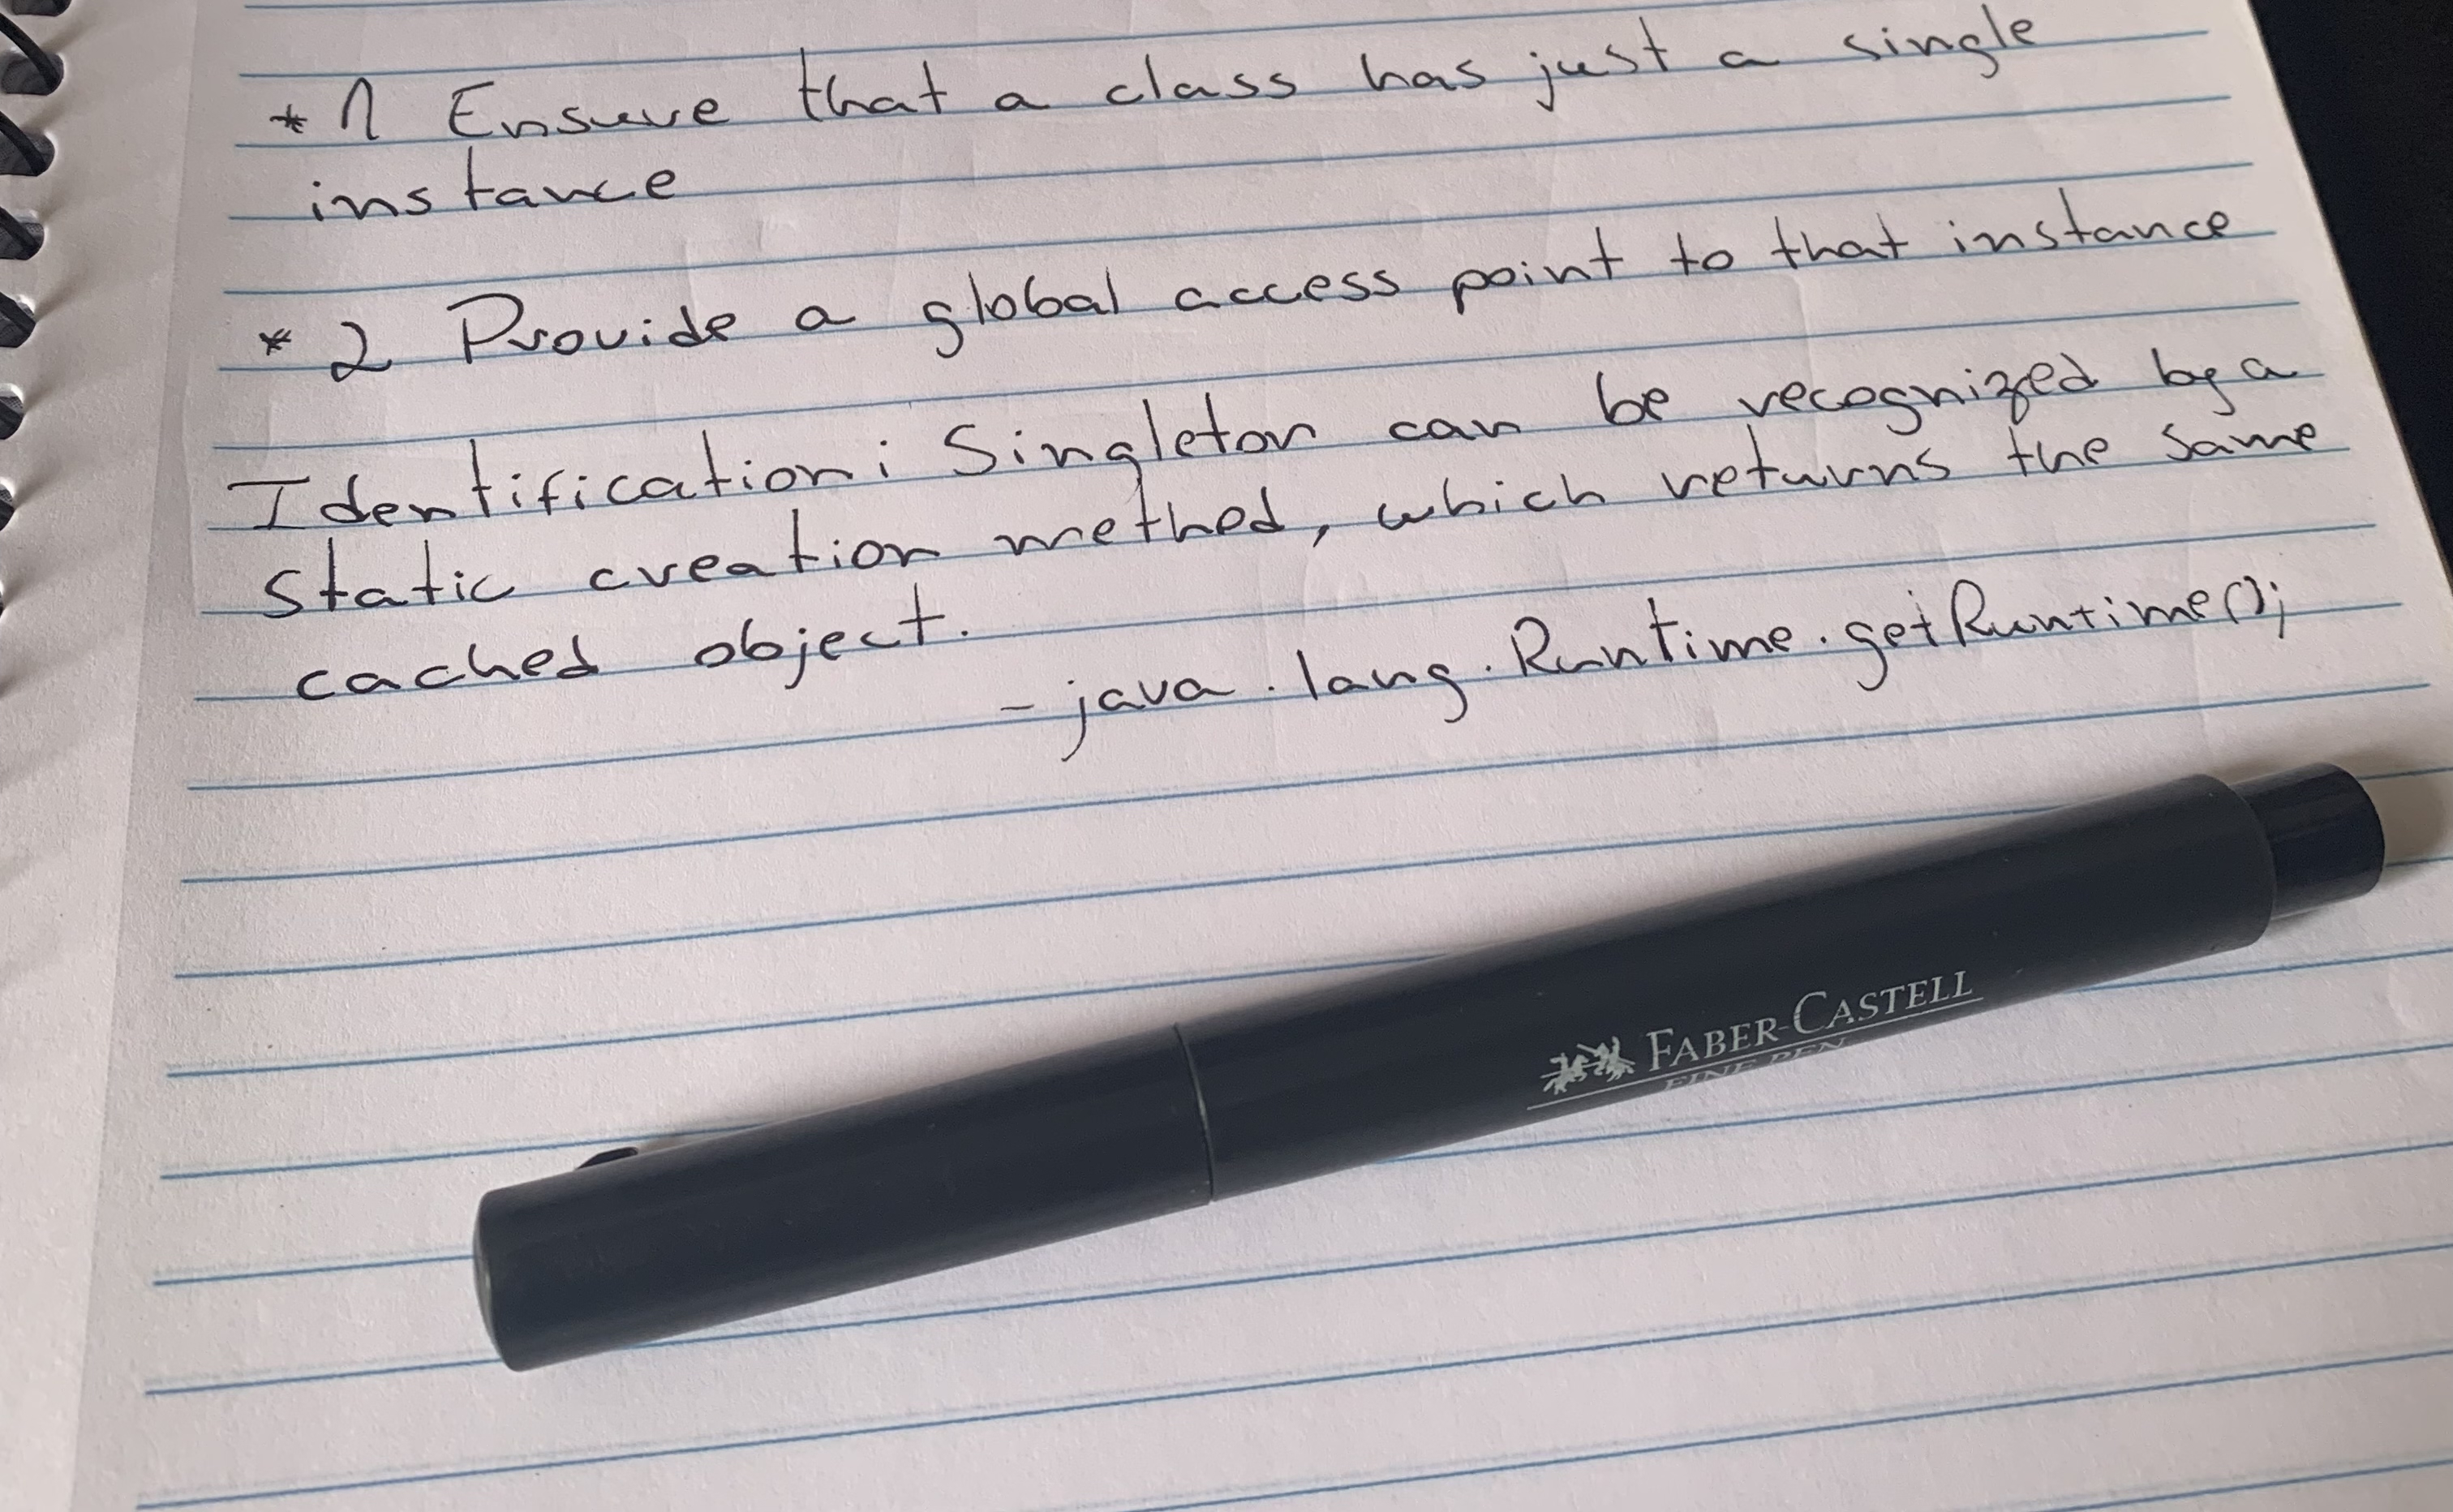 * 1 Ensure that a class has just a single
instance
* 2 Provide a global access point to that instance
Identification: Singleton can be recognized by a
static creation method, which returns the same
cached object.
- java.lang.Runtime.getRuntime();
FABER-CASTELL
FINE PEN